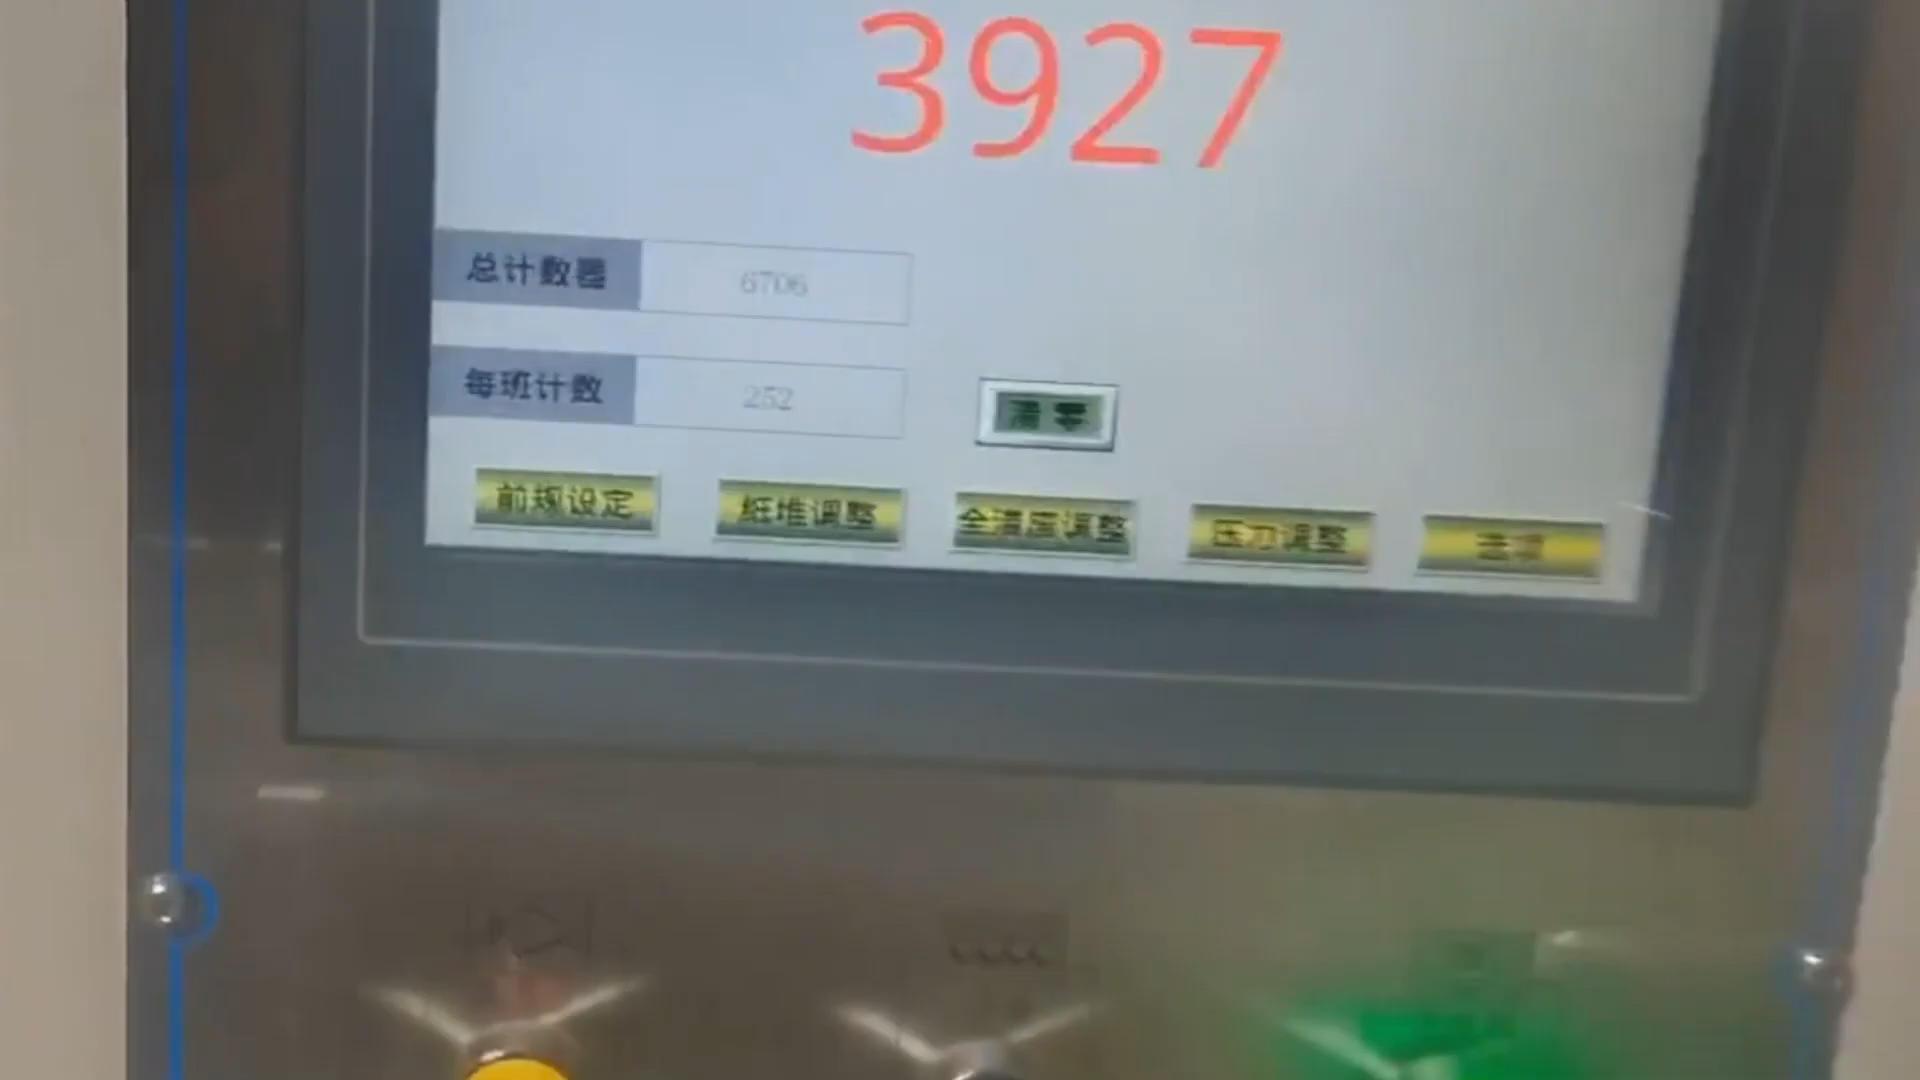 3927
总计数器 6706
每班计数 252
清零
前规设定 纸堆调整 全清废调整 压力调整